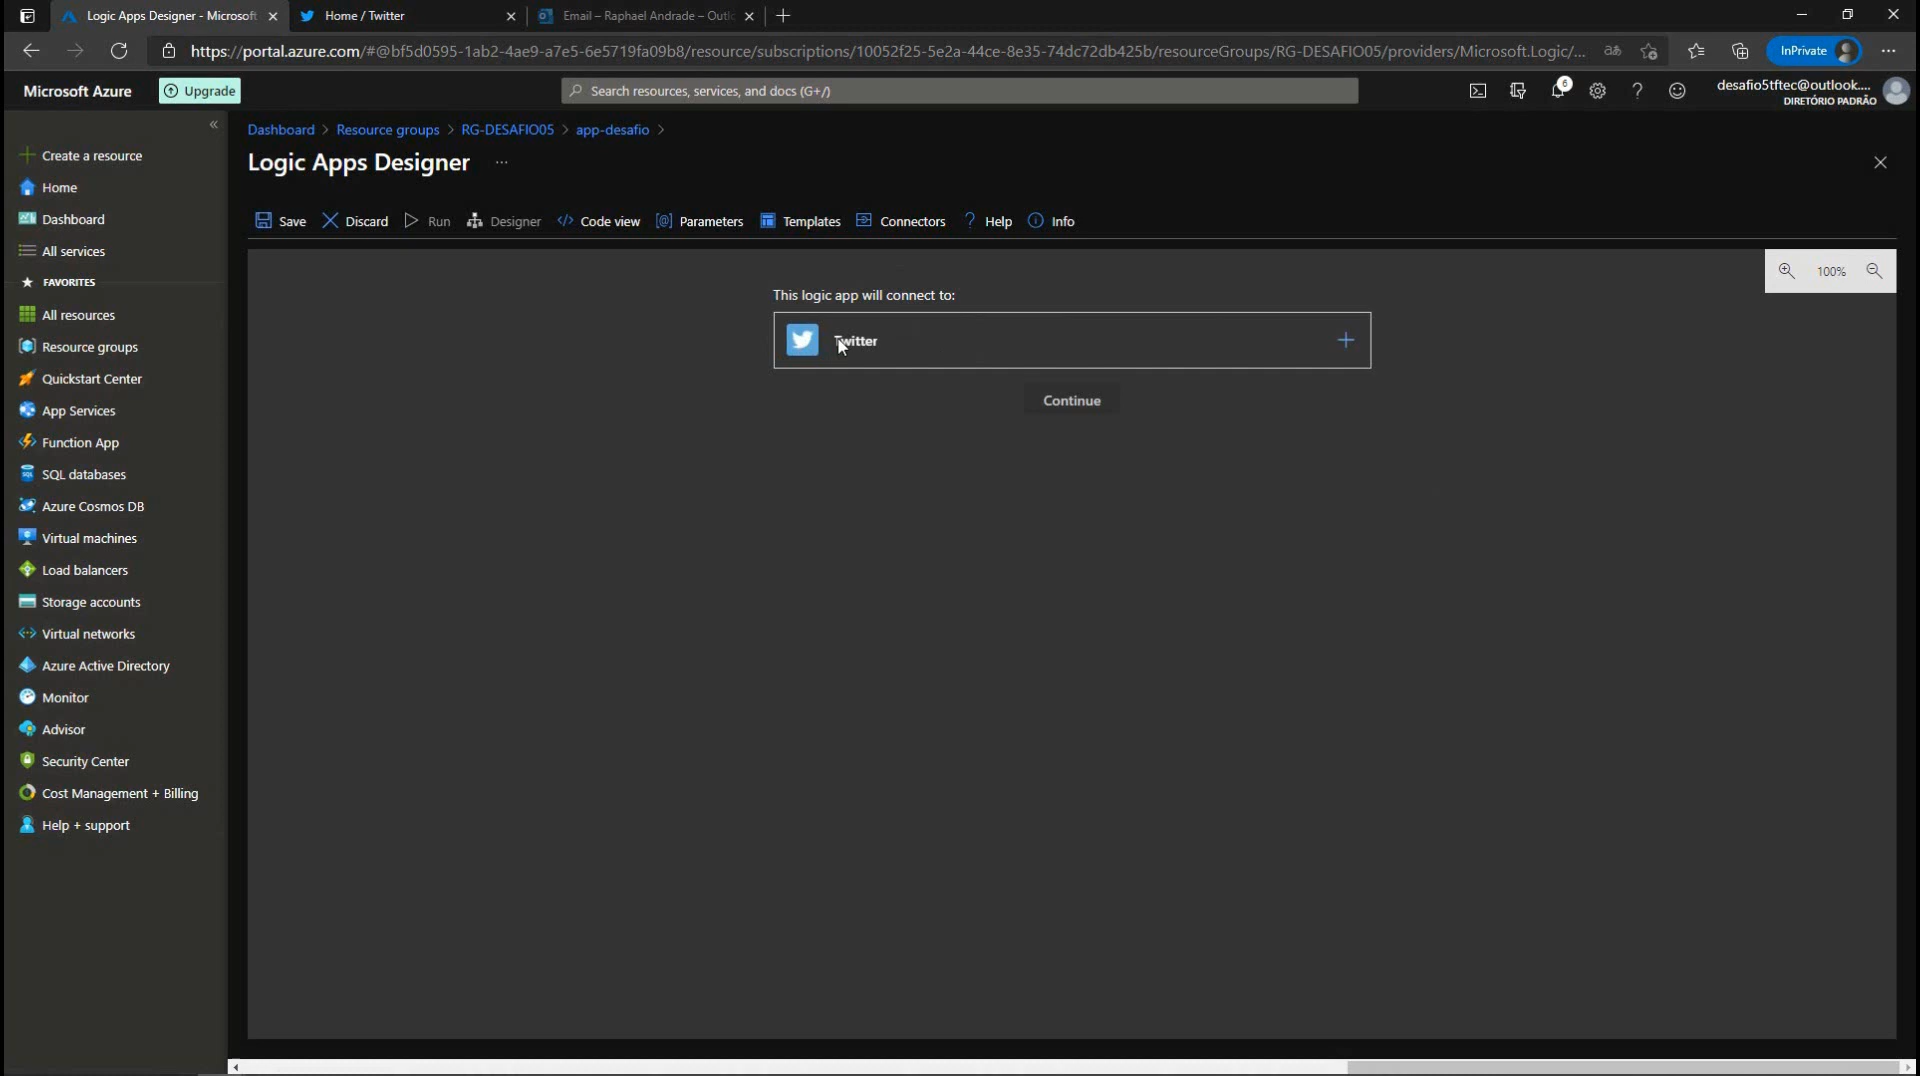 Logic Apps Designer - Microsoft
Home / Twitter
Email – Raphael Andrade – Outl
https://portal.azure.com/#@bf5d0595-1ab2-4ae9-a7e5-6e5719fa09b8/resource/subscriptions/10052f25-5e2a-44ce-8e35-74dc72db425b/resourceGroups/RG-DESAFIO05/providers/Microsoft.Logic/...
aあ
InPrivate
Microsoft Azure
Upgrade
Search resources, services, and docs (G+/)
6
desafio5tftec@outlook....
DIRETÓRIO PADRÃO
Create a resource
Home
Dashboard
All services
FAVORITES
All resources
Resource groups
Quickstart Center
App Services
Function App
SQL databases
Azure Cosmos DB
Virtual machines
Load balancers
Storage accounts
Virtual networks
Azure Active Directory
Monitor
Advisor
Security Center
Cost Management + Billing
Help + support
Dashboard > Resource groups > RG-DESAFIO05 > app-desafio >
Logic Apps Designer ...
Save Discard Run Designer Code view Parameters Templates Connectors Help Info
100%
This logic app will connect to:
Twitter
Continue